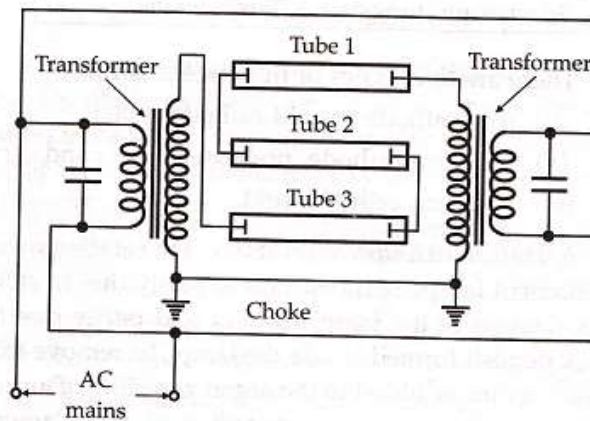 Tube 1
Transformer
Transformer
Tube 2
Tube 3
Choke
AC
mains